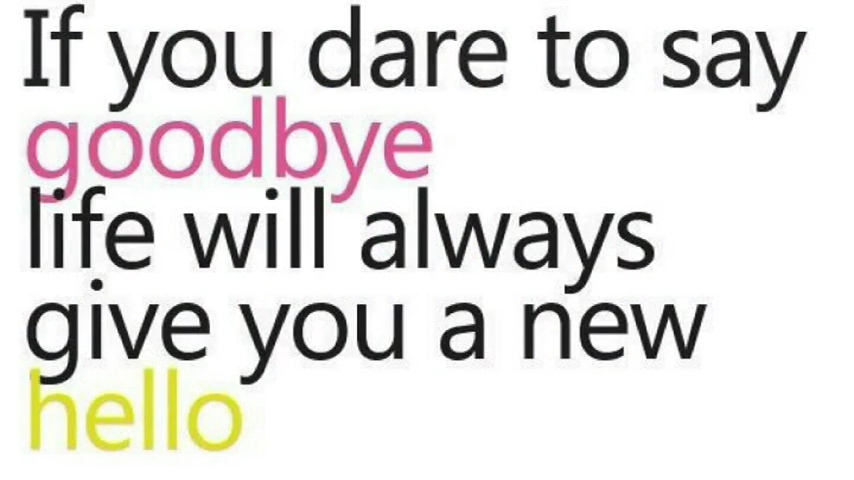 If you dare to say
goodbye
life will always
give you a new
hello